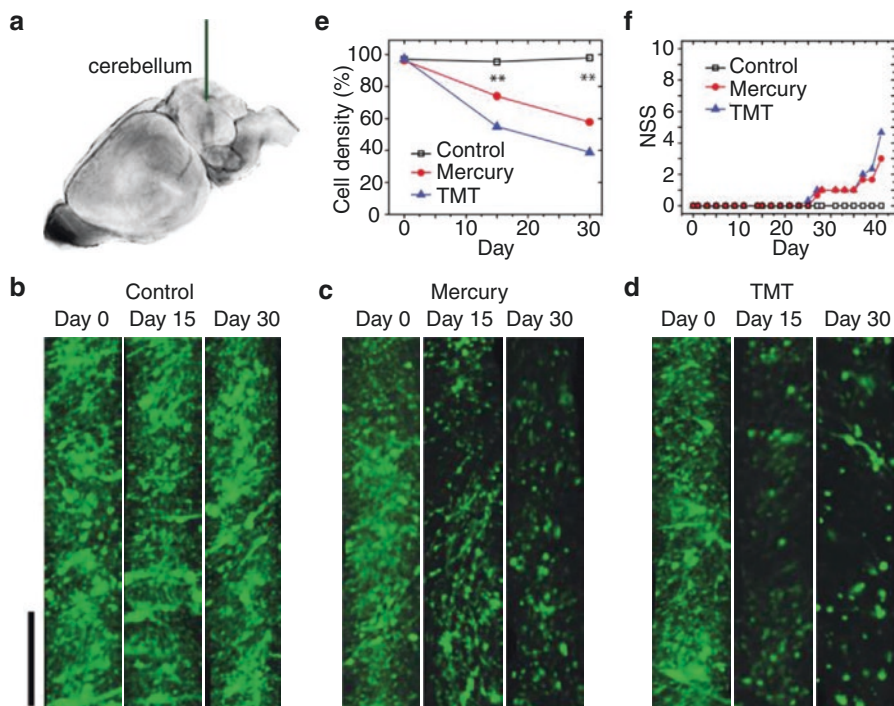 a
cerebellum
e
100
80
60
40
20
0
Cell density (%)
**
**
Control
Mercury
TMT
0 10 20 30
Day
f
10
8
6
4
2
0
NSS
Control
Mercury
TMT
0 10 20 30 40
Day
b
Control
Day 0 Day 15 Day 30
c
Mercury
Day 0 Day 15 Day 30
d
TMT
Day 0 Day 15 Day 30